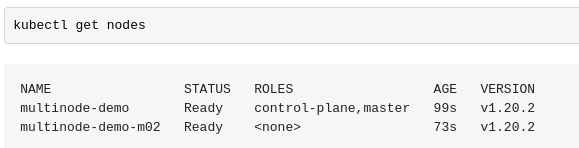 kubectl get nodes
NAME                 STATUS   ROLES                  AGE   VERSION
multinode-demo       Ready    control-plane,master   99s   v1.20.2
multinode-demo-m02   Ready    <none>                 73s   v1.20.2